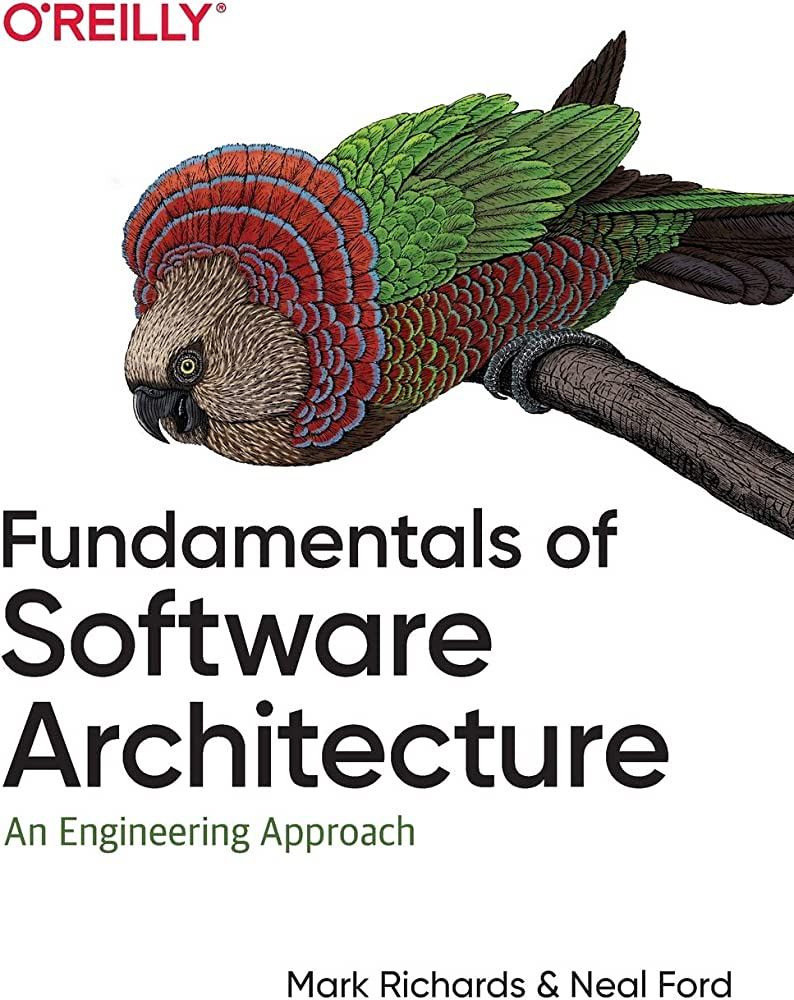 O'REILLY®
Fundamentals of
Software
Architecture
An Engineering Approach
Mark Richards & Neal Ford